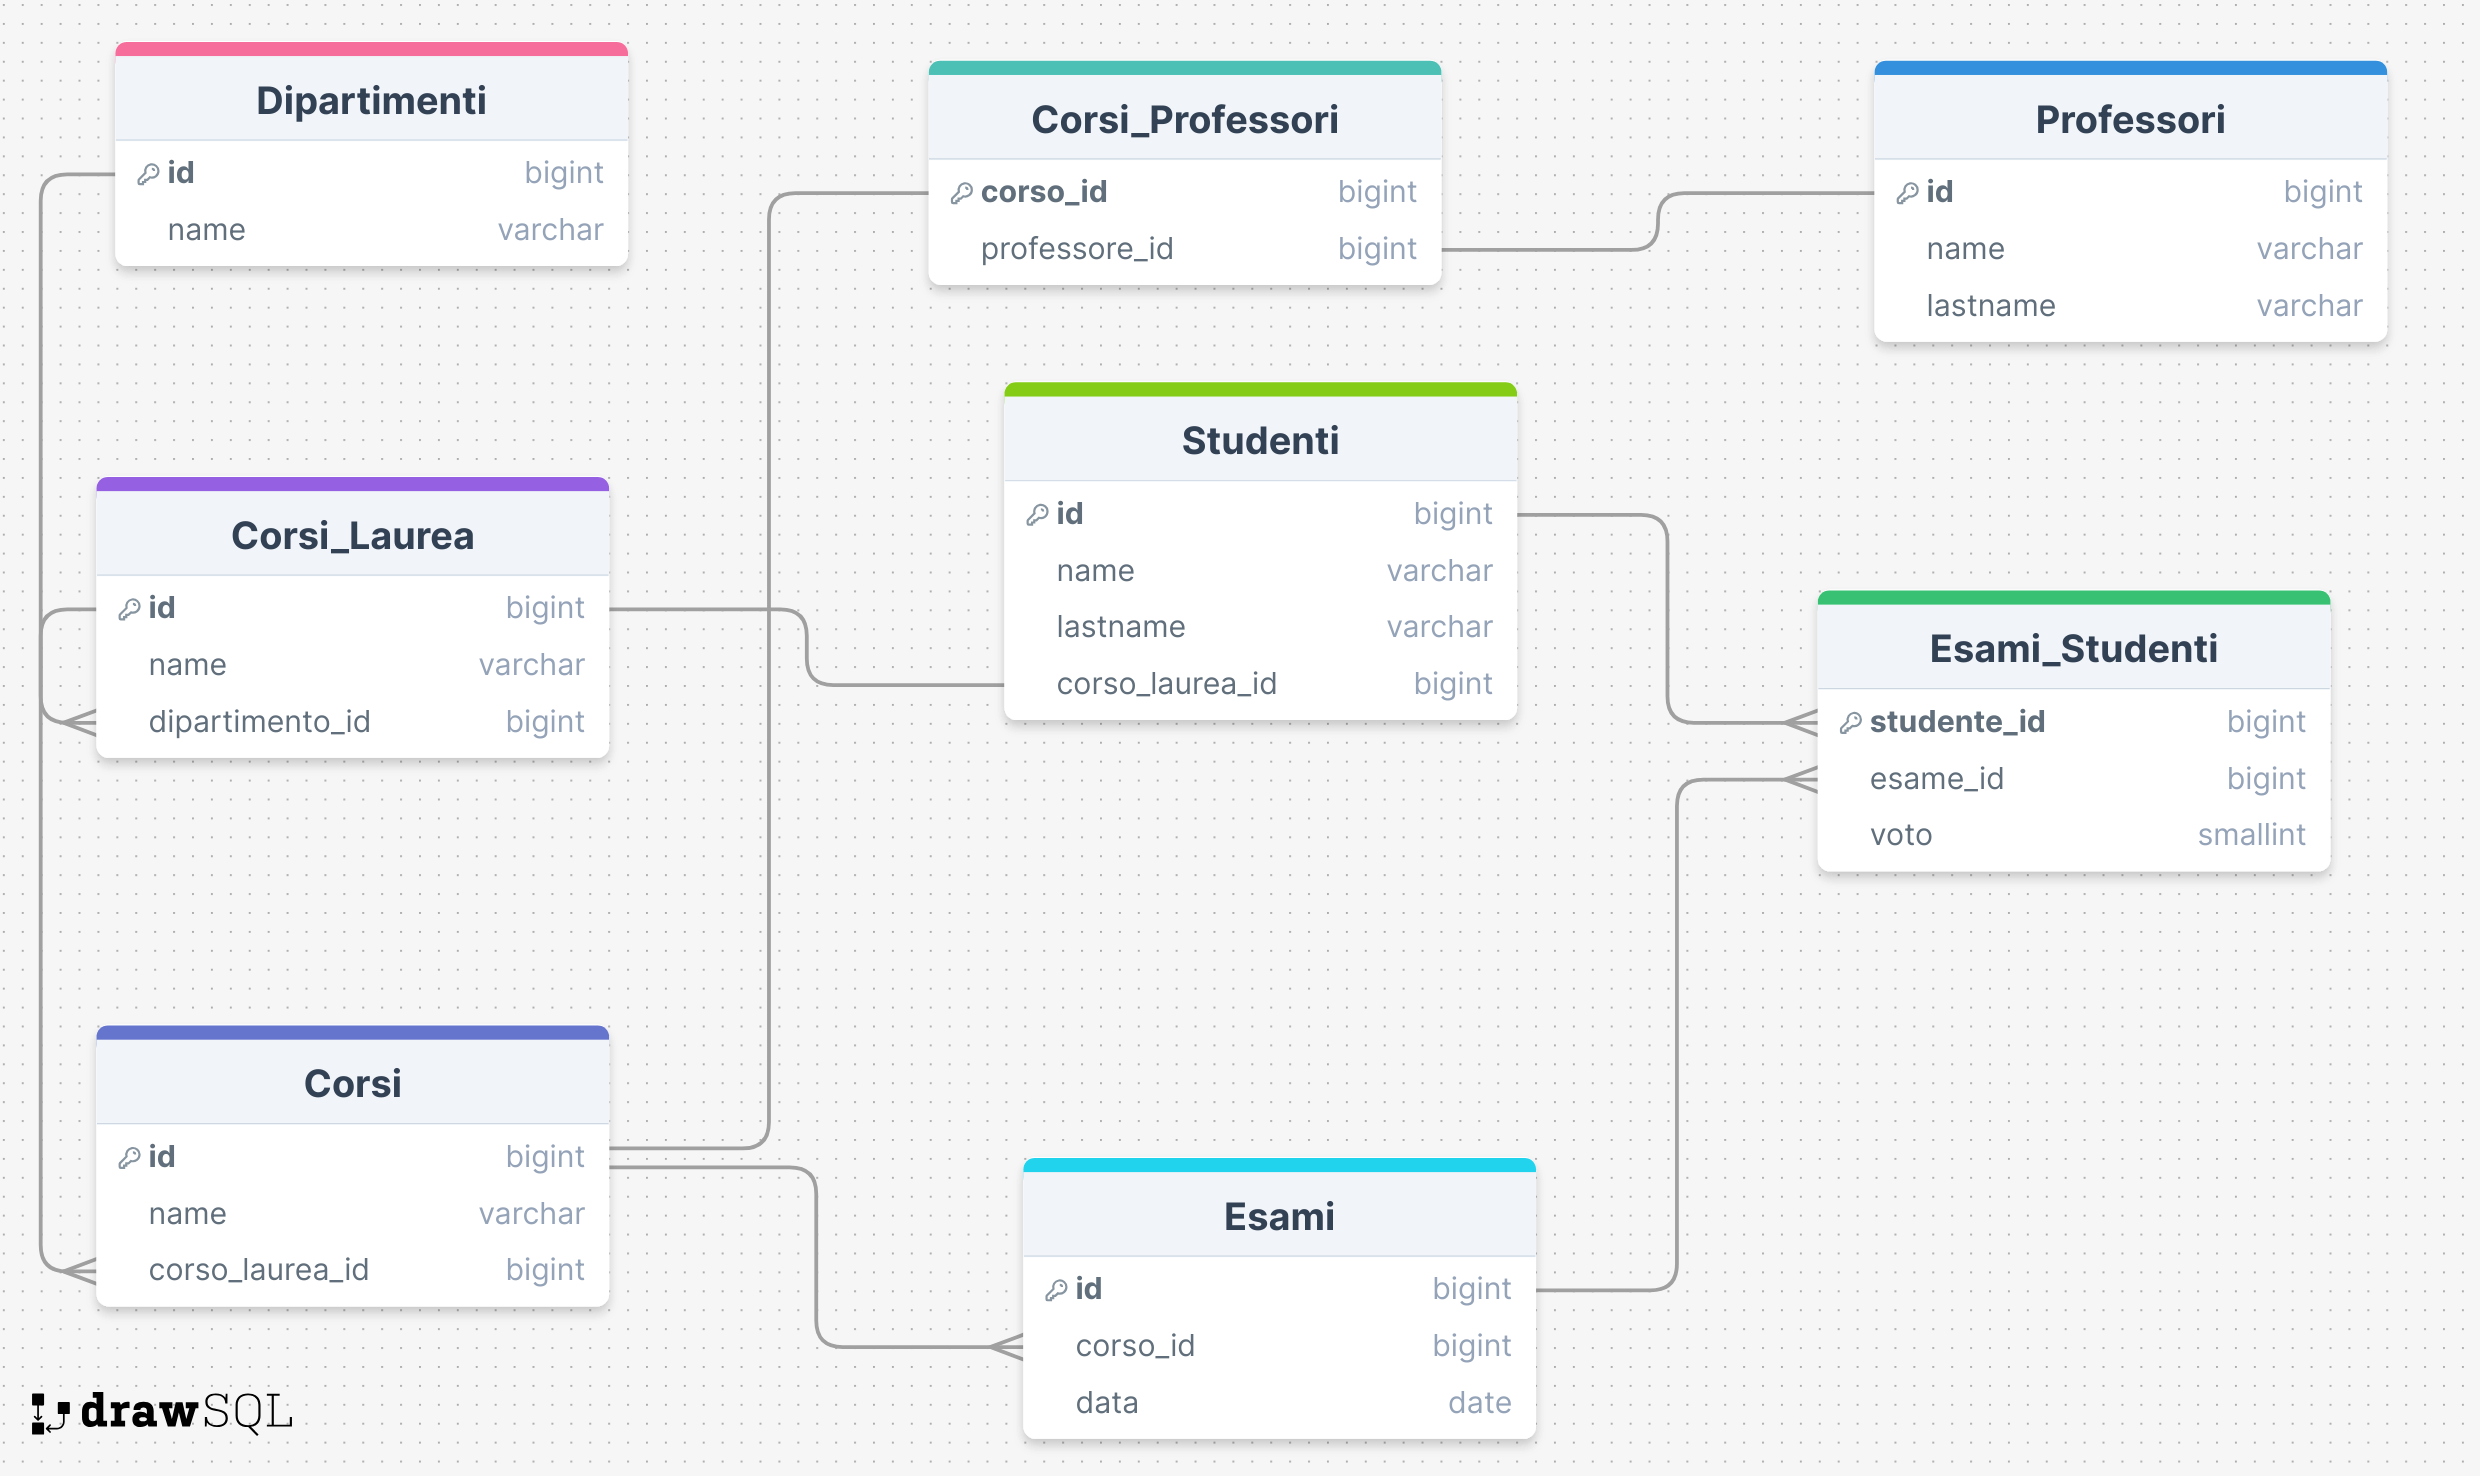 Dipartimenti
id bigint
name varchar
Corsi_Professori
corso_id bigint
professore_id bigint
Professori
id bigint
name varchar
lastname varchar
Studenti
id bigint
name varchar
lastname varchar
corso_laurea_id bigint
Corsi_Laurea
id bigint
name varchar
dipartimento_id bigint
Esami_Studenti
studente_id bigint
esame_id bigint
voto smallint
Corsi
id bigint
name varchar
corso_laurea_id bigint
Esami
id bigint
corso_id bigint
data date
drawSQL